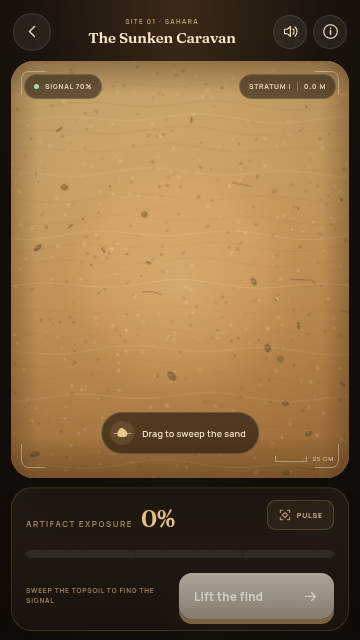 SITE 01 · SAHARA
The Sunken Caravan
SIGNAL 70%
STRATUM I | 0.0 M
Drag to sweep the sand
25 CM
ARTIFACT EXPOSURE 0%
PULSE
SWEEP THE TOPSOIL TO FIND THE
SIGNAL
Lift the find →